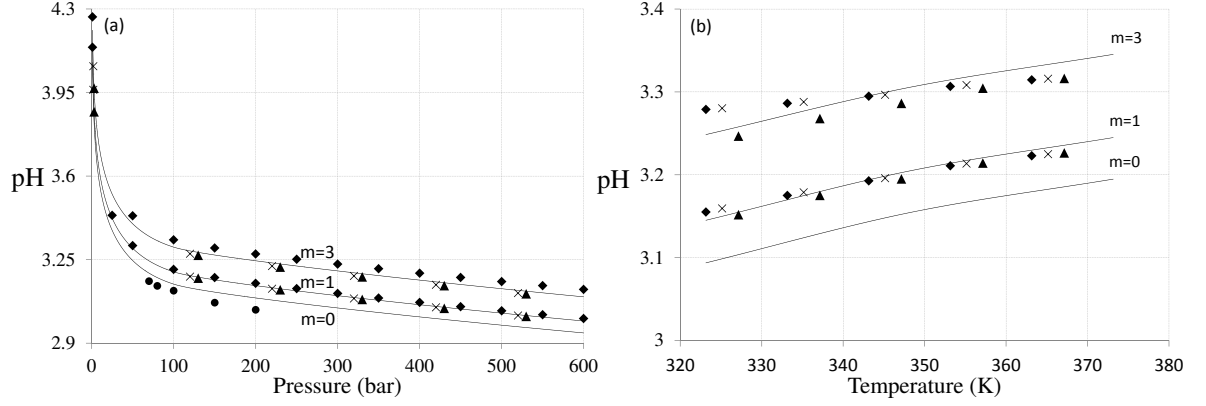 4.3
(a)
3.95
3.6
pH
3.25
m=3
m=1
m=0
2.9
0 100 200 300 400 500 600
Pressure (bar)
3.4
(b)
m=3
3.3
m=1
m=0
3.2
pH
3.1
3
320 330 340 350 360 370 380
Temperature (K)